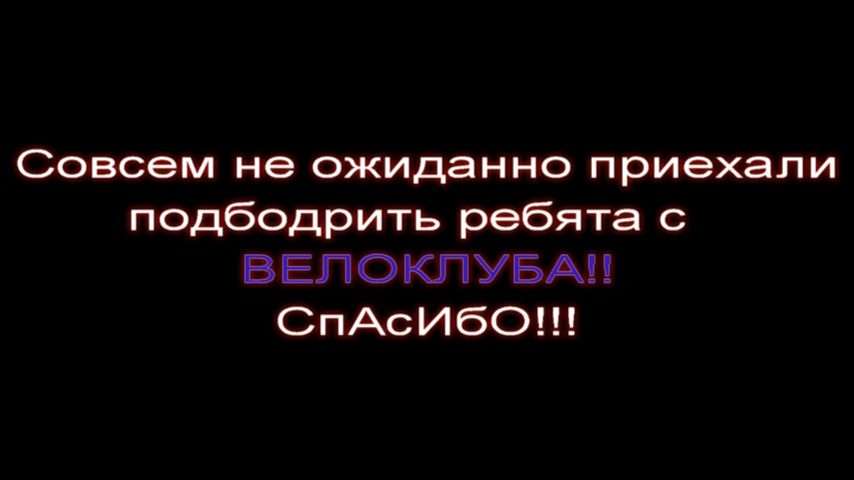 Совсем не ожиданно приехали
подбодрить ребята с
ВЕЛОКЛУБА!!
СпАсИбО!!!